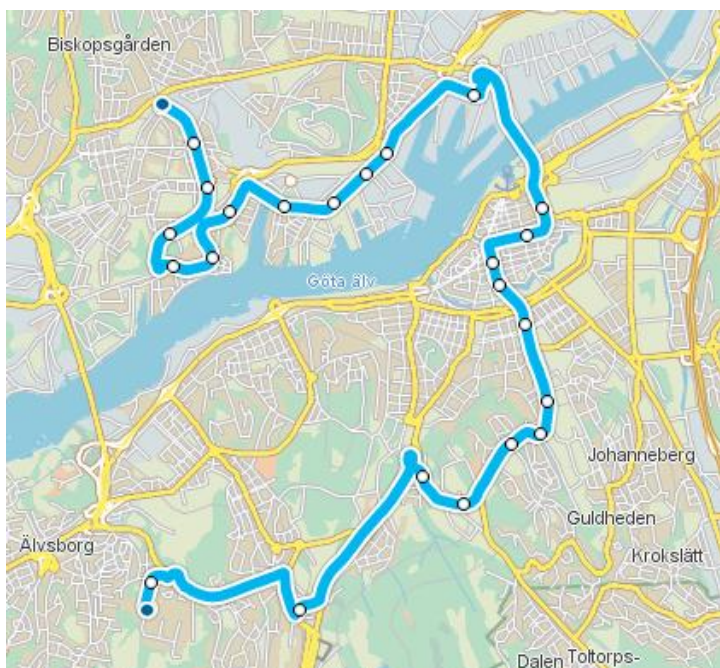 Biskopsgården
Göta älv
Johanneberg
Guldheden
Älvsborg
Krokslätt
Dalen
Toltorps-